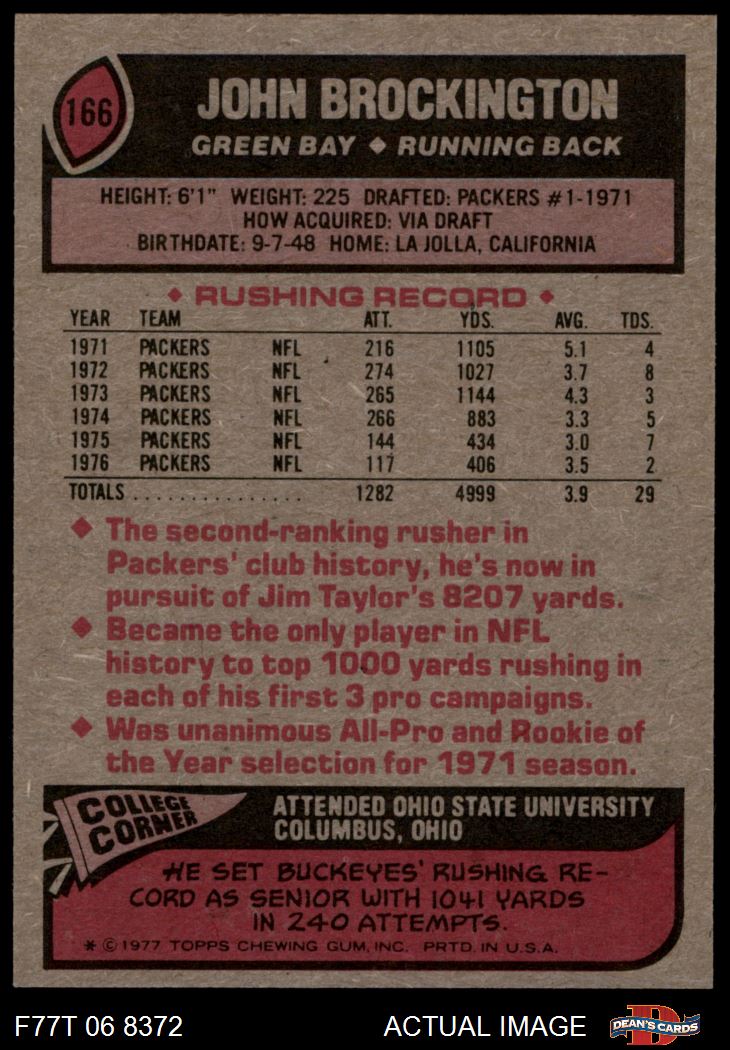 166
JOHN BROCKINGTON
GREEN BAY ◆ RUNNING BACK
HEIGHT: 6'1" WEIGHT: 225 DRAFTED: PACKERS #1-1971
HOW ACQUIRED: VIA DRAFT
BIRTHDATE: 9-7-48 HOME: LA JOLLA, CALIFORNIA
◆ RUSHING RECORD ◆
YEAR TEAM ATT. YDS. AVG. TDS.
1971 PACKERS NFL 216 1105 5.1 4
1972 PACKERS NFL 274 1027 3.7 8
1973 PACKERS NFL 265 1144 4.3 3
1974 PACKERS NFL 266 883 3.3 5
1975 PACKERS NFL 144 434 3.0 7
1976 PACKERS NFL 117 406 3.5 2
TOTALS ................ 1282 4999 3.9 29
◆ The second-ranking rusher in
Packers' club history, he's now in
pursuit of Jim Taylor's 8207 yards.
◆ Became the only player in NFL
history to top 1000 yards rushing in
each of his first 3 pro campaigns.
◆ Was unanimous All-Pro and Rookie of
the Year selection for 1971 season.
COLLEGE
CORNER
ATTENDED OHIO STATE UNIVERSITY
COLUMBUS, OHIO
HE SET BUCKEYES' RUSHING RE-
CORD AS SENIOR WITH 1041 YARDS
IN 240 ATTEMPTS.
* © 1977 TOPPS CHEWING GUM, INC. PRTD. IN U.S.A.
F77T 06 8372 ACTUAL IMAGE
D
DEAN'S CARDS